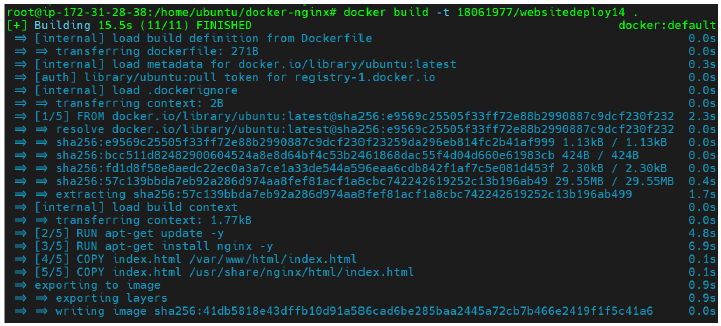 root@ip-172-31-28-38:/home/ubuntu/docker-nginx# docker build -t 18061977/websitedeploy14 .
[+] Building 15.5s (11/11) FINISHED docker:default
=> [internal] load build definition from Dockerfile 0.0s
=> => transferring dockerfile: 271B 0.0s
=> [internal] load metadata for docker.io/library/ubuntu:latest 0.3s
=> [auth] library/ubuntu:pull token for registry-1.docker.io 0.0s
=> [internal] load .dockerignore 0.0s
=> => transferring context: 2B 0.0s
=> [1/5] FROM docker.io/library/ubuntu:latest@sha256:e9569c25505f33ff72e88b2990887c9dcf230f232 2.3s
=> => resolve docker.io/library/ubuntu:latest@sha256:e9569c25505f33ff72e88b2990887c9dcf230f232 0.0s
=> => sha256:e9569c25505f33ff72e88b2990887c9dcf230f23259da296eb814fc2b41af999 1.13kB / 1.13kB 0.0s
=> => sha256:bcc511d82482900604524a8e8d64bf4c53b2461868dac55f4d04d660e61983cb 424B / 424B 0.0s
=> => sha256:fd1d8f58e8aedc22ec0a3a7ce1a33de544a596eaa6cdb842f1af7c5e081d453f 2.30kB / 2.30kB 0.0s
=> => sha256:57c139bbda7eb92a286d974aa8fef81acf1a8cbc742242619252c13b196ab499 29.55MB / 29.55MB 0.4s
=> => extracting sha256:57c139bbda7eb92a286d974aa8fef81acf1a8cbc742242619252c13b196ab499 1.7s
=> [internal] load build context 0.0s
=> => transferring context: 1.77kB 0.0s
=> [2/5] RUN apt-get update -y 4.8s
=> [3/5] RUN apt-get install nginx -y 6.9s
=> [4/5] COPY index.html /var/www/html/index.html 0.1s
=> [5/5] COPY index.html /usr/share/nginx/html/index.html 0.1s
=> exporting to image 0.9s
=> => exporting layers 0.9s
=> => writing image sha256:41db5818e43dffb10d91a586cad6be285baa2445a72cb7b466e2419f1f5c41a6 0.0s